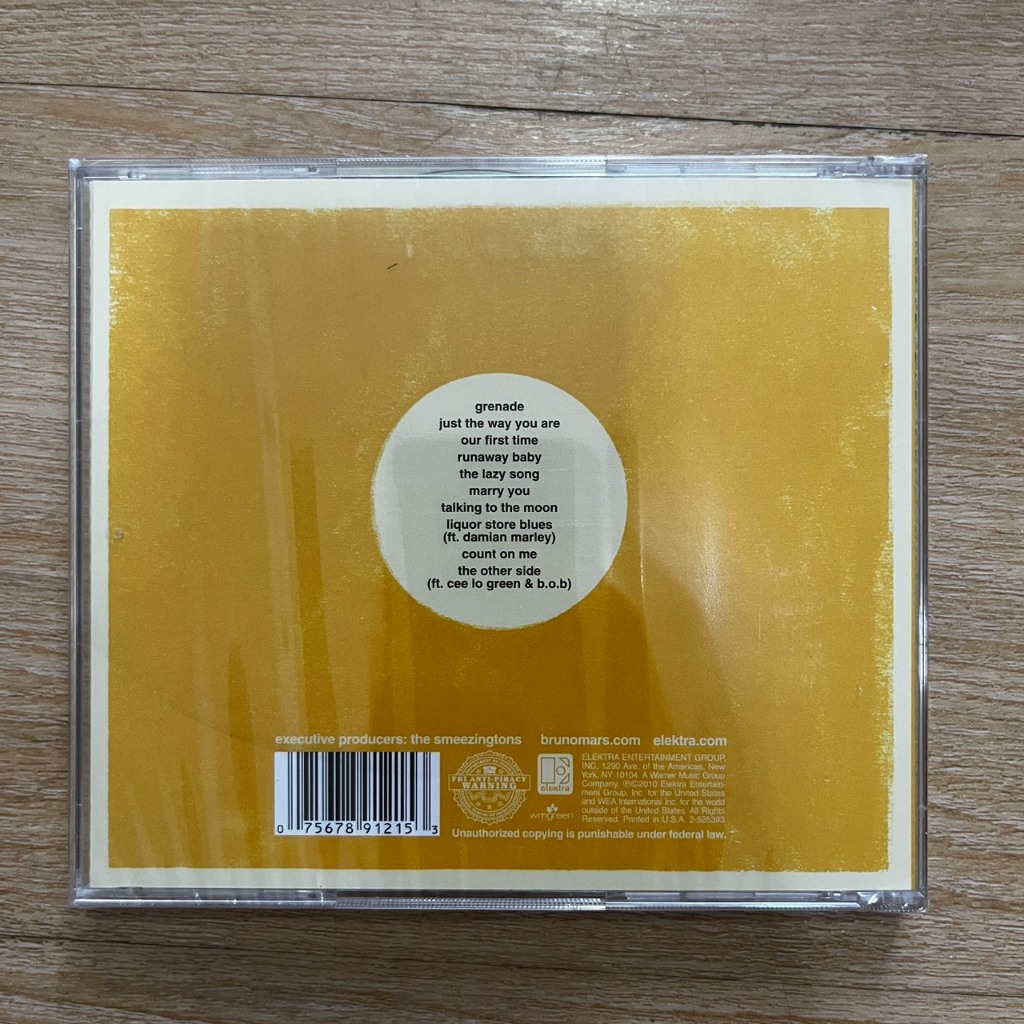 grenade
just the way you are
our first time
runaway baby
the lazy song
marry you
talking to the moon
liquor store blues
(ft. damian marley)
count on me
the other side
(ft. cee lo green & b.o.b)
executive producers: the smeezingtons brunomars.com elektra.com
0 75678 91215 3
FBI ANTI-PIRACY
WARNING
elektra
wmgreen
ELEKTRA ENTERTAINMENT GROUP,
INC, 1290 Ave. of the Americas, New
York, NY 10104 A Warner Music Group
Company. ℗©2010 Elektra Entertain-
ment Group, Inc. for the United States
and WEA International Inc. for the world
outside of the United States. All Rights
Reserved. Printed in U.S.A. 2-525393
Unauthorized copying is punishable under federal law.